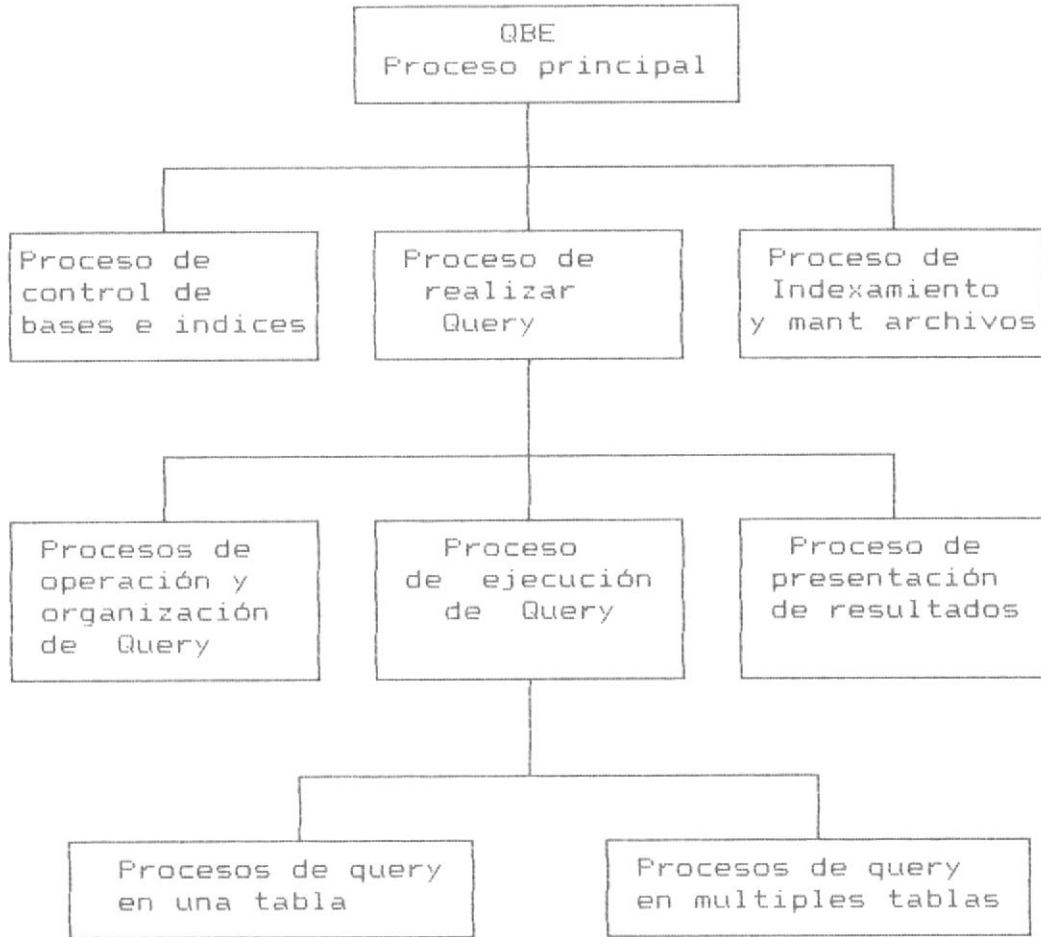 QBE
Proceso principal
Proceso de
control de
bases e indices
Proceso de
realizar
Query
Proceso de
Indexamiento
y mant archivos
Procesos de
operación y
organización
de Query
Proceso
de ejecución
de Query
Proceso de
presentación
de resultados
Procesos de query
en una tabla
Procesos de query
en multiples tablas